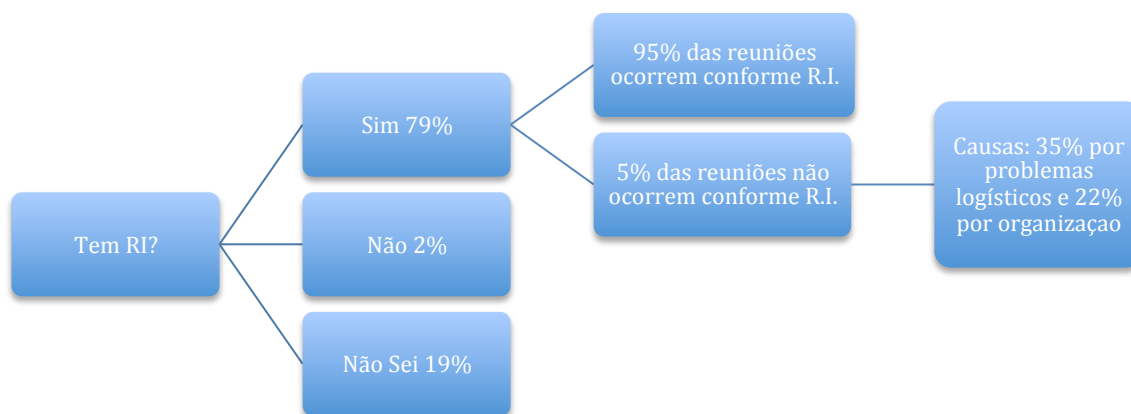 Tem RI?
Sim 79%
Não 2%
Não Sei 19%
95% das reuniões
ocorrem conforme R.I.
5% das reuniões não
ocorrem conforme R.I.
Causas: 35% por
problemas
logísticos e 22%
por organizaçao